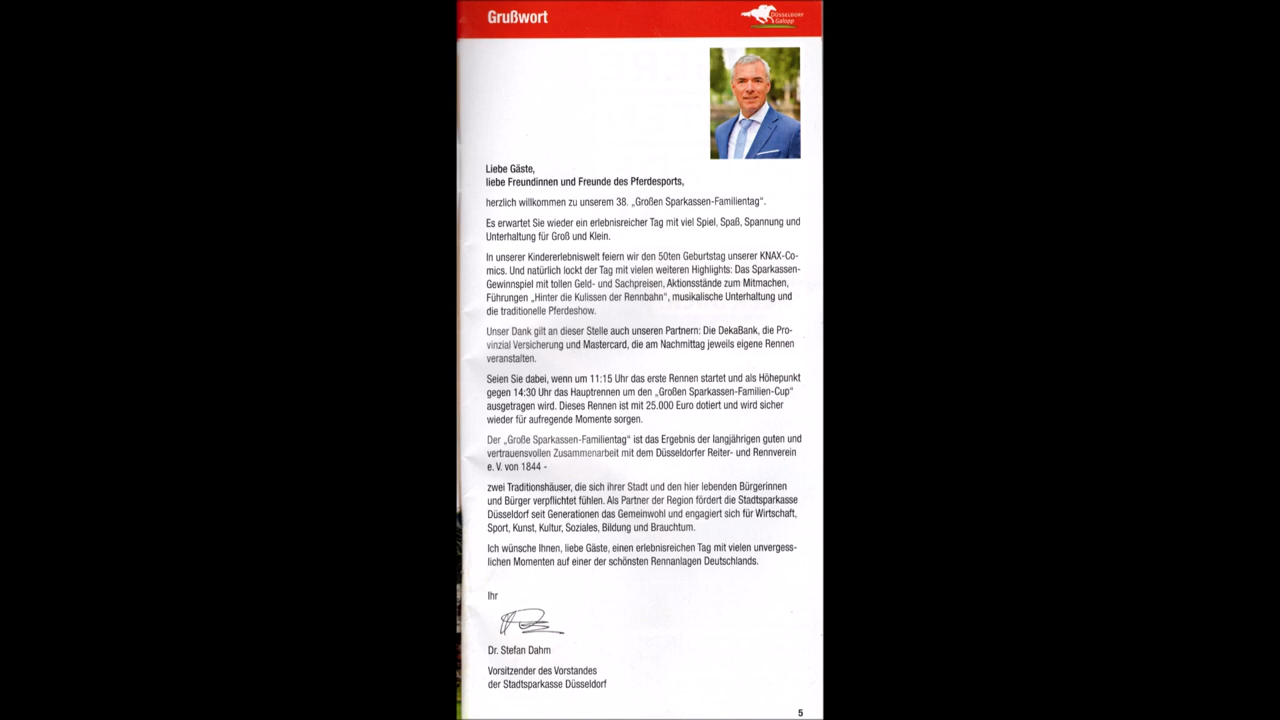 Grußwort
DÜSSELDORF
Galopp
Liebe Gäste,
liebe Freundinnen und Freunde des Pferdesports,
herzlich willkommen zu unserem 38. „Großen Sparkassen-Familientag“.
Es erwartet Sie wieder ein erlebnisreicher Tag mit viel Spiel, Spaß, Spannung und
Unterhaltung für Groß und Klein.
In unserer Kindererlebniswelt feiern wir den 50ten Geburtstag unserer KNAX-Co-
mics. Und natürlich lockt der Tag mit vielen weiteren Highlights: Das Sparkassen-
Gewinnspiel mit tollen Geld- und Sachpreisen, Aktionsstände zum Mitmachen,
Führungen „Hinter die Kulissen der Rennbahn“, musikalische Unterhaltung und
die traditionelle Pferdeshow.
Unser Dank gilt an dieser Stelle auch unseren Partnern: Die DekaBank, die Pro-
vinzial Versicherung und Mastercard, die am Nachmittag jeweils eigene Rennen
veranstalten.
Seien Sie dabei, wenn um 11:15 Uhr das erste Rennen startet und als Höhepunkt
gegen 14:30 Uhr das Hauptrennen um den „Großen Sparkassen-Familien-Cup“
ausgetragen wird. Dieses Rennen ist mit 25.000 Euro dotiert und wird sicher
wieder für aufregende Momente sorgen.
Der „Große Sparkassen-Familientag“ ist das Ergebnis der langjährigen guten und
vertrauensvollen Zusammenarbeit mit dem Düsseldorfer Reiter- und Rennverein
e. V. von 1844 -
zwei Traditionshäuser, die sich ihrer Stadt und den hier lebenden Bürgerinnen
und Bürger verpflichtet fühlen. Als Partner der Region fördert die Stadtsparkasse
Düsseldorf seit Generationen das Gemeinwohl und engagiert sich für Wirtschaft,
Sport, Kunst, Kultur, Soziales, Bildung und Brauchtum.
Ich wünsche Ihnen, liebe Gäste, einen erlebnisreichen Tag mit vielen unvergess-
lichen Momenten auf einer der schönsten Rennanlagen Deutschlands.
Ihr
Dr. Stefan Dahm
Vorsitzender des Vorstandes
der Stadtsparkasse Düsseldorf
5